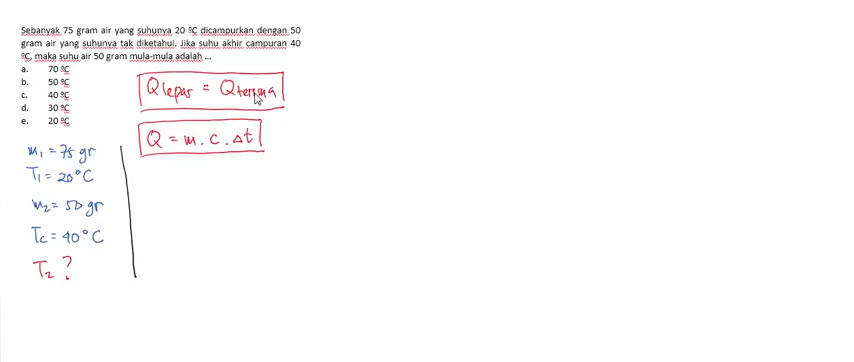 Sebanyak 75 gram air yang suhunya 20 ºC dicampurkan dengan 50
gram air yang suhunya tak diketahui. Jika suhu akhir campuran 40
ºC, maka suhu air 50 gram mula-mula adalah ...
a. 70 ºC
b. 50 ºC
c. 40 ºC
d. 30 ºC
e. 20 ºC
Qlepas = Qterima
Q = m . c . Δt
m₁ = 75 gr
T₁ = 20°C
m₂ = 50 gr
Tc = 40°C
T₂ ?